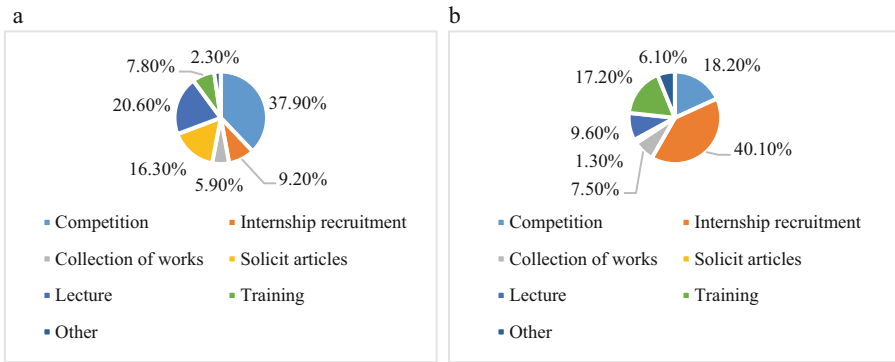 a
2.30%
7.80%
37.90%
20.60%
16.30%
5.90%
9.20%
Competition
Internship recruitment
Collection of works
Solicit articles
Lecture
Training
Other
b
6.10%
18.20%
17.20%
9.60%
40.10%
1.30%
7.50%
Competition
Internship recruitment
Collection of works
Solicit articles
Lecture
Training
Other